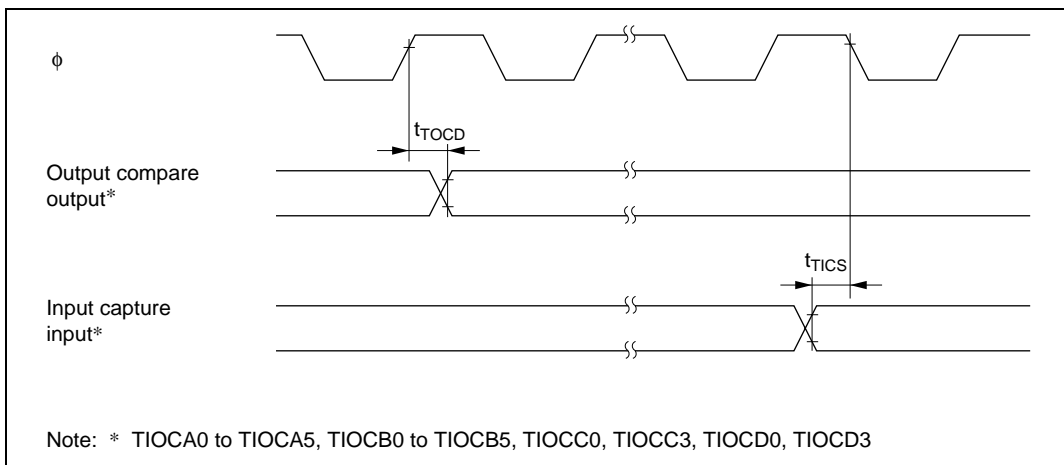 ϕ
tTOCD
Output compare
output*
tTICS
Input capture
input*
Note: * TIOCA0 to TIOCA5, TIOCB0 to TIOCB5, TIOCC0, TIOCC3, TIOCD0, TIOCD3